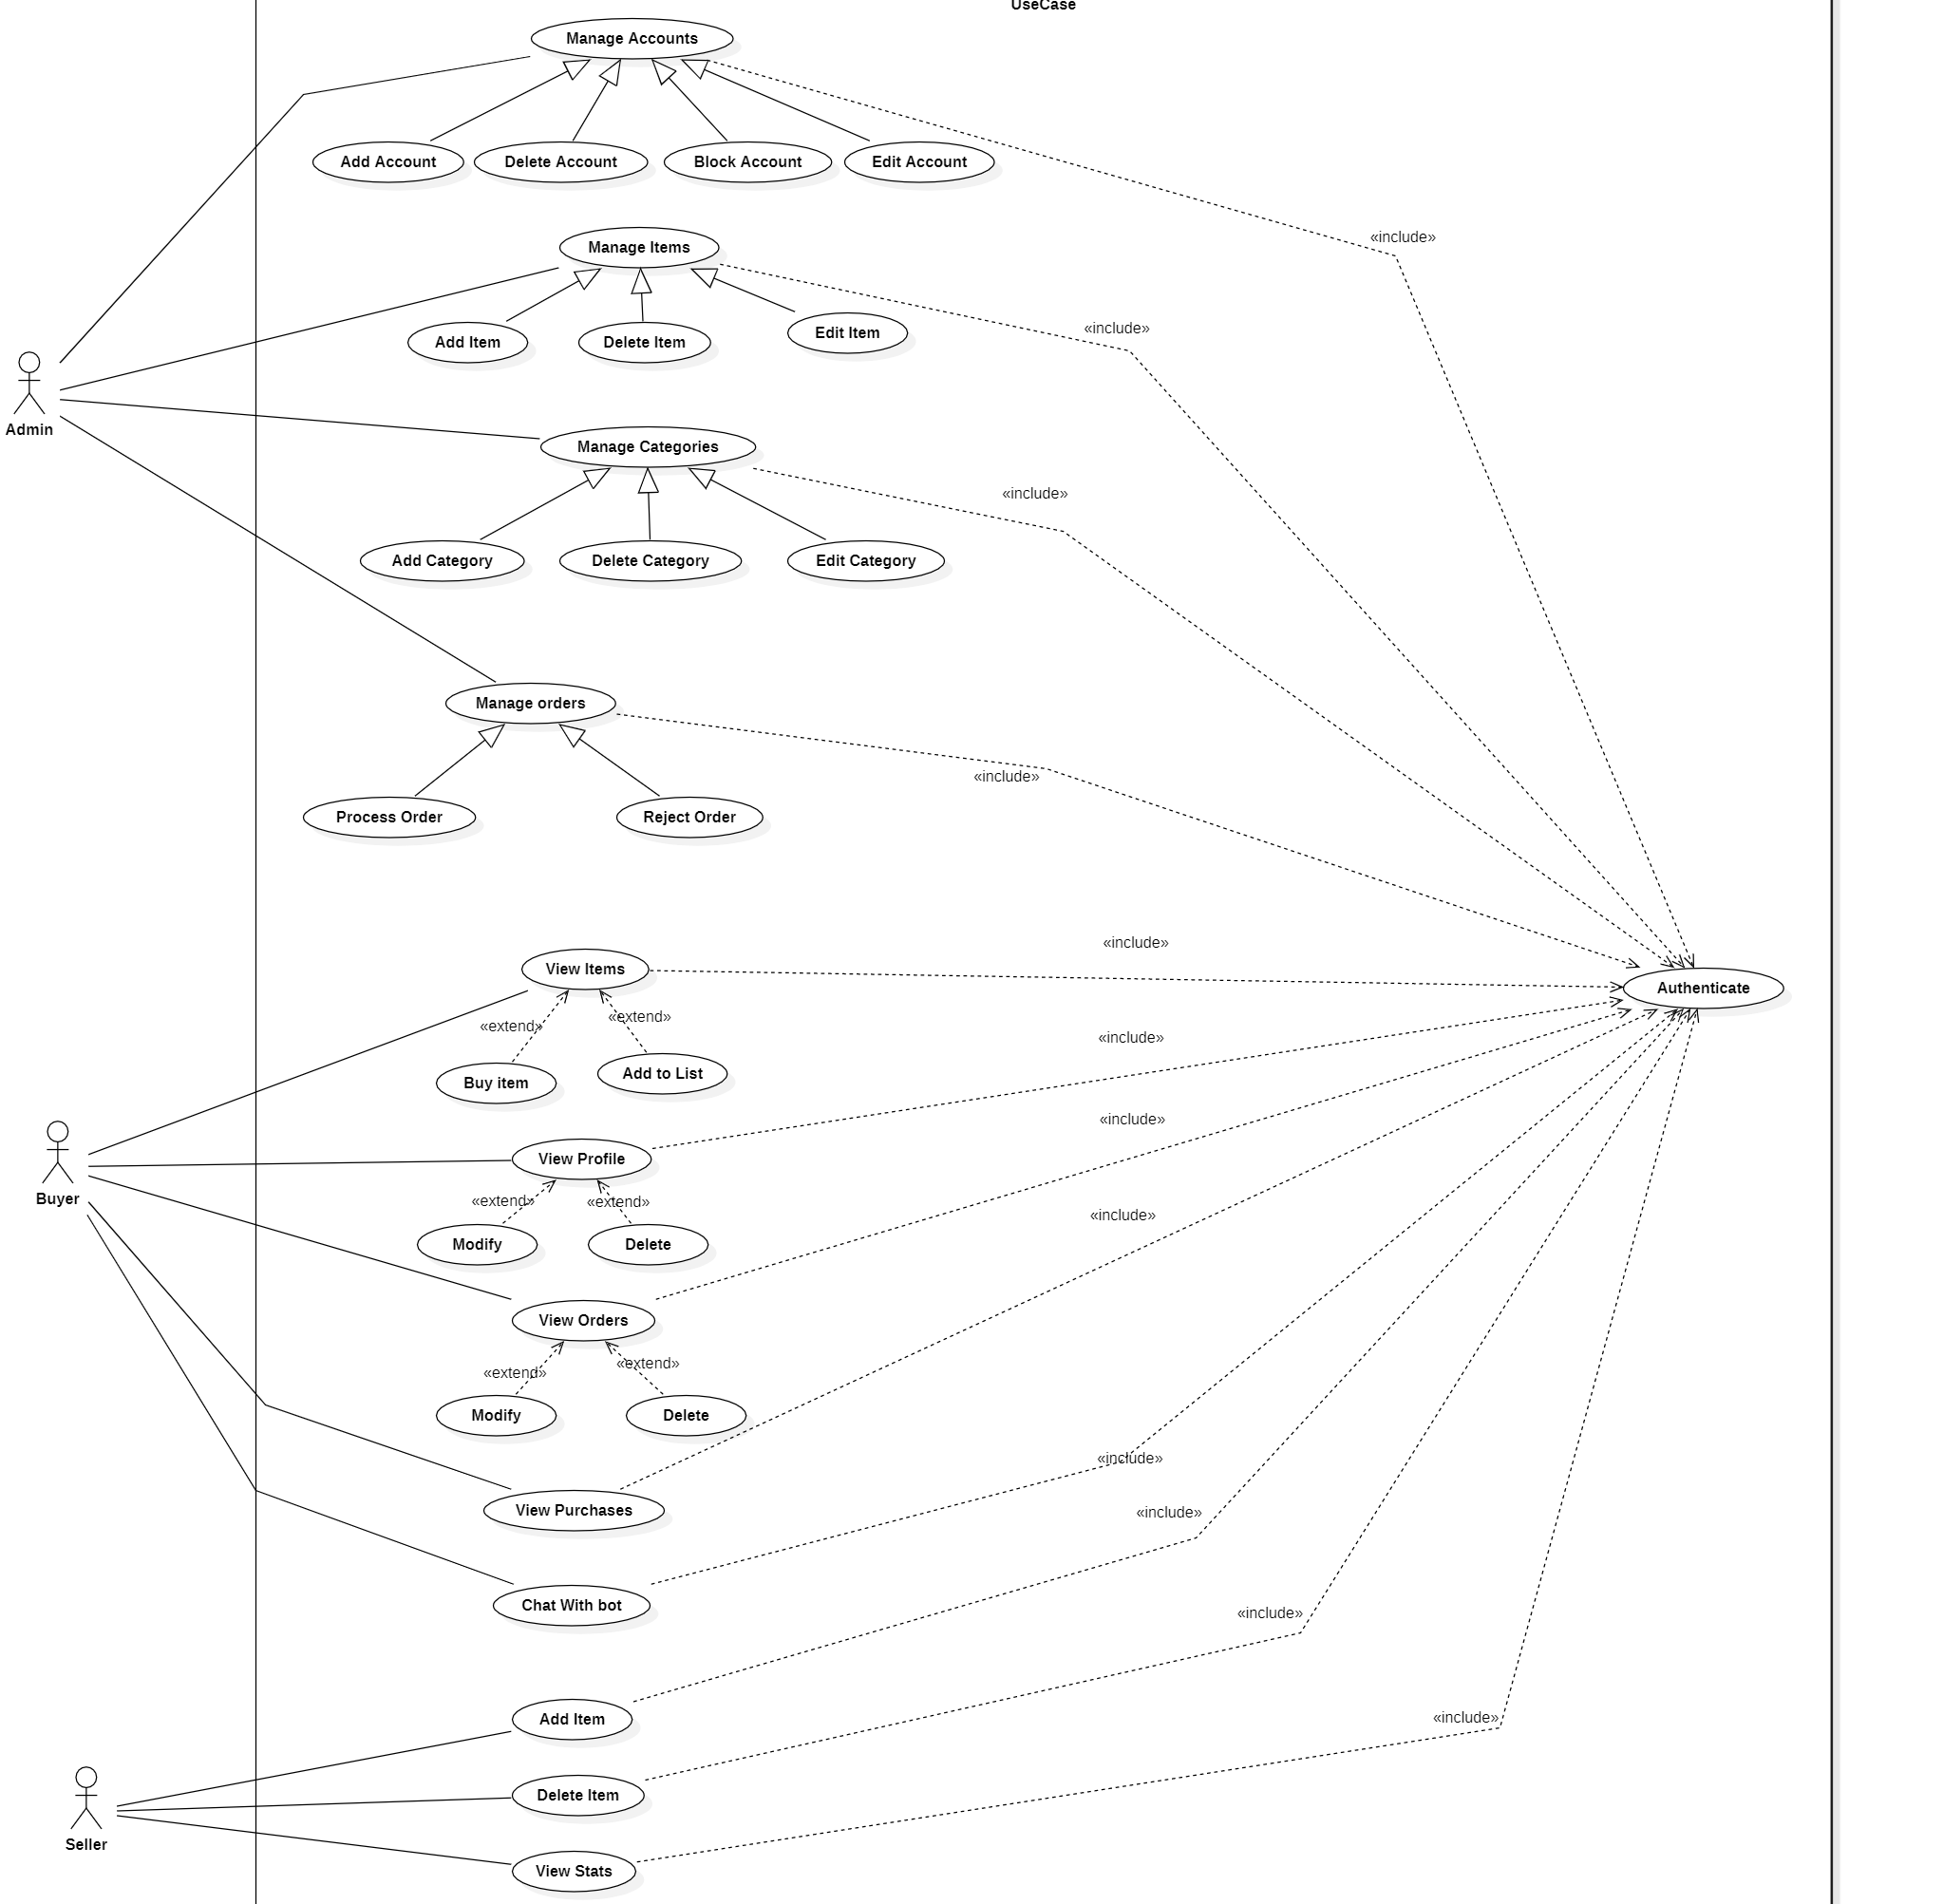 UseCase
Manage Accounts
Add Account
Delete Account
Block Account
Edit Account
«include»
Manage Items
«include»
Add Item
Delete Item
Edit Item
Admin
Manage Categories
«include»
Add Category
Delete Category
Edit Category
Manage orders
«include»
Process Order
Reject Order
«include»
View Items
Authenticate
«extend»
«extend»
«include»
Buy item
Add to List
«include»
Buyer
View Profile
«extend»
«extend»
«include»
Modify
Delete
View Orders
«extend»
«extend»
Modify
Delete
«include»
View Purchases
«include»
Chat With bot
«include»
Add Item
«include»
Delete Item
Seller
View Stats